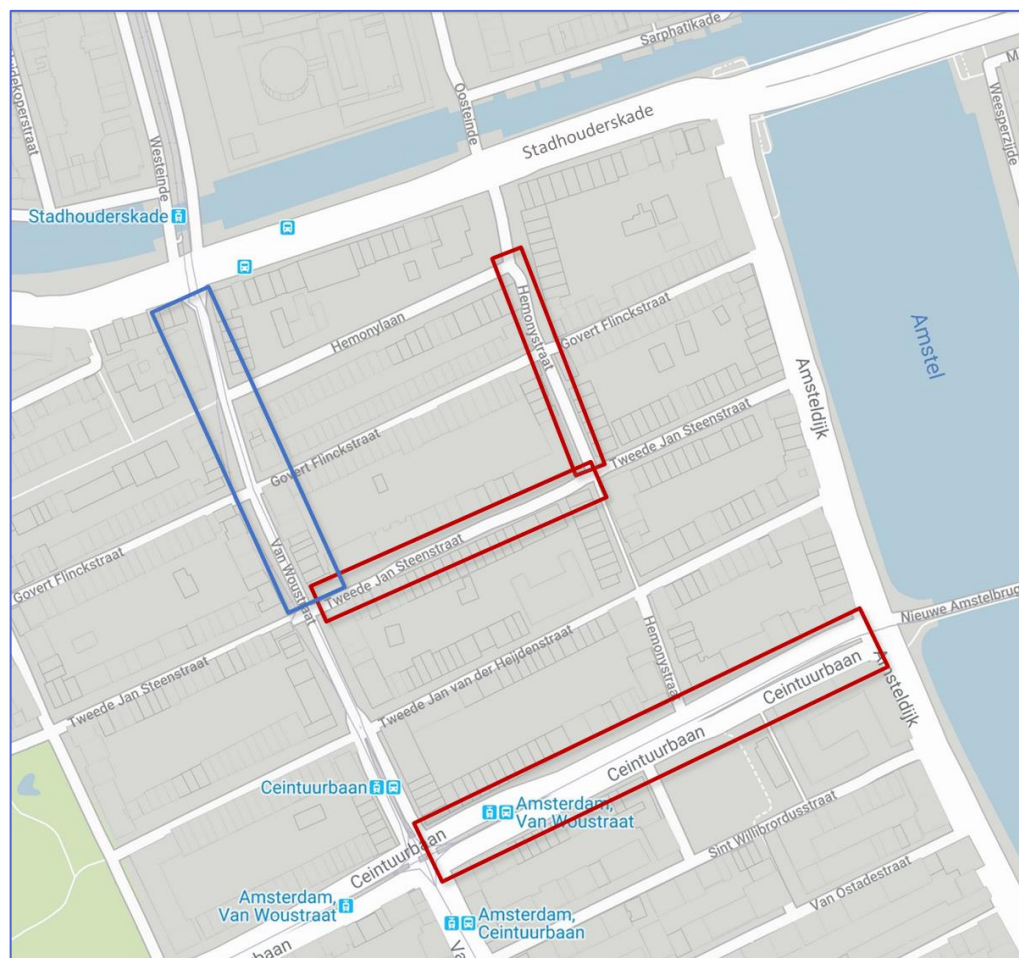 Sarphatikade
Oosteinde
Weesperzijde
Westeinde
Stadhouderskade
Stadhouderskade
Hemonystraat
Govert Flinckstraat
Hemonylaan
Amstel
Amsteldijk
Tweede Jan Steenstraat
Govert Flinckstraat
Van Woustraat
Tweede Jan Steenstraat
Govert Flinckstraat
Nieuwe Amstelbrug
Hemonystraat
Tweede Jan Steenstraat
Tweede Jan van der Heijdenstraat
Ceintuurbaan
Amsteldijk
Ceintuurbaan
Ceintuurbaan
Amsterdam,
Van Woustraat
Sint Willibrordusstraat
Ceintuurbaan
Van Ostadestraat
Amsterdam,
Van Woustraat
Amsterdam,
Ceintuurbaan